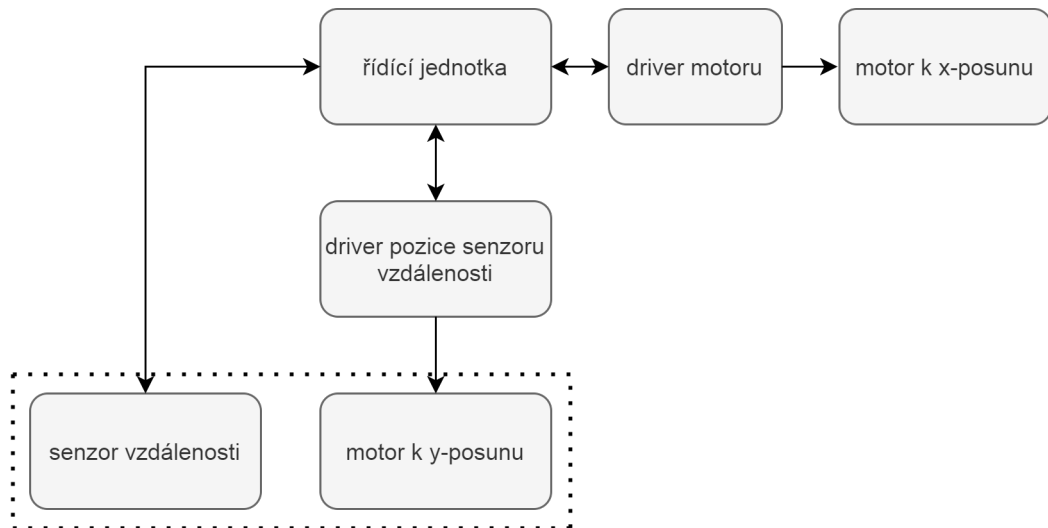 řídící jednotka
driver motoru
motor k x-posunu
driver pozice senzoru
vzdálenosti
senzor vzdálenosti
motor k y-posunu